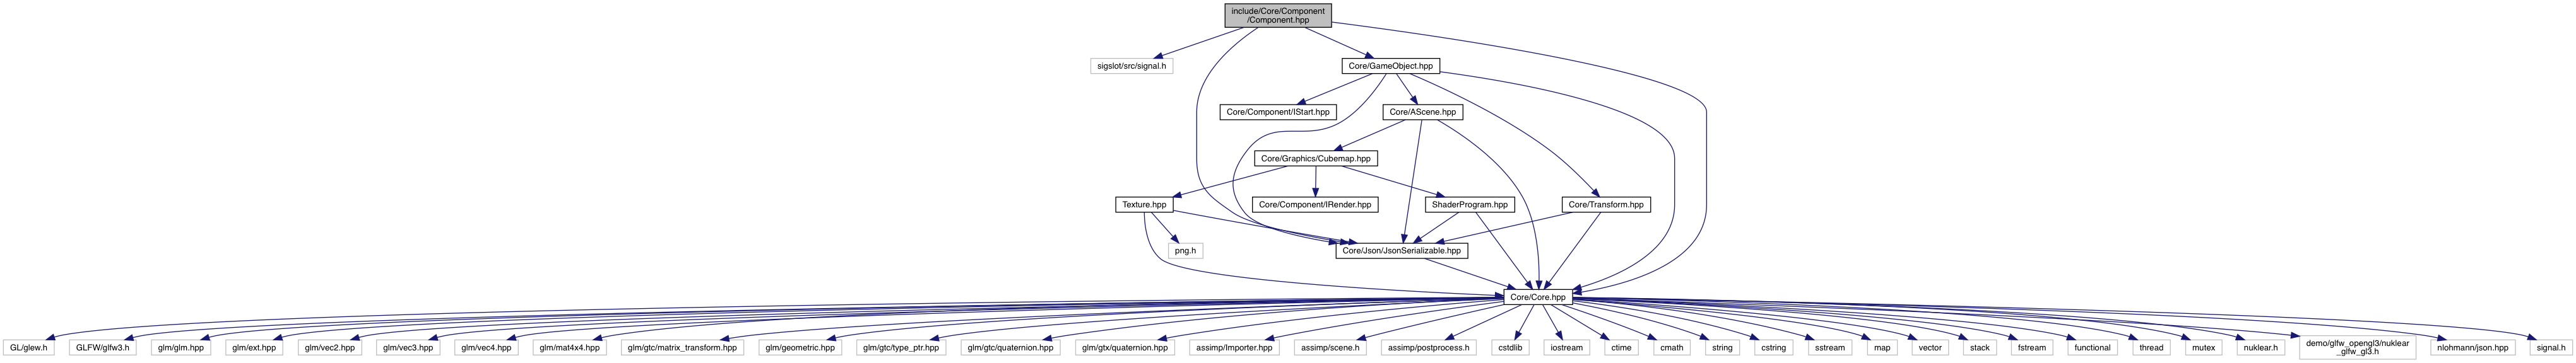 include/Core/Component
/Component.hpp
sigslot/src/signal.h
Core/GameObject.hpp
Core/Component/IStart.hpp
Core/AScene.hpp
Core/Graphics/Cubemap.hpp
Texture.hpp
Core/Component/IRender.hpp
ShaderProgram.hpp
Core/Transform.hpp
png.h
Core/Json/JsonSerializable.hpp
Core/Core.hpp
GL/glew.h
GLFW/glfw3.h
glm/glm.hpp
glm/ext.hpp
glm/vec2.hpp
glm/vec3.hpp
glm/vec4.hpp
glm/mat4x4.hpp
glm/gtc/matrix_transform.hpp
glm/geometric.hpp
glm/gtc/type_ptr.hpp
glm/gtc/quaternion.hpp
glm/gtx/quaternion.hpp
assimp/Importer.hpp
assimp/scene.h
assimp/postprocess.h
cstdlib
iostream
ctime
cmath
string
cstring
sstream
map
vector
stack
fstream
functional
thread
mutex
nuklear.h
demo/glfw_opengl3/nuklear
_glfw_gl3.h
nlohmann/json.hpp
signal.h